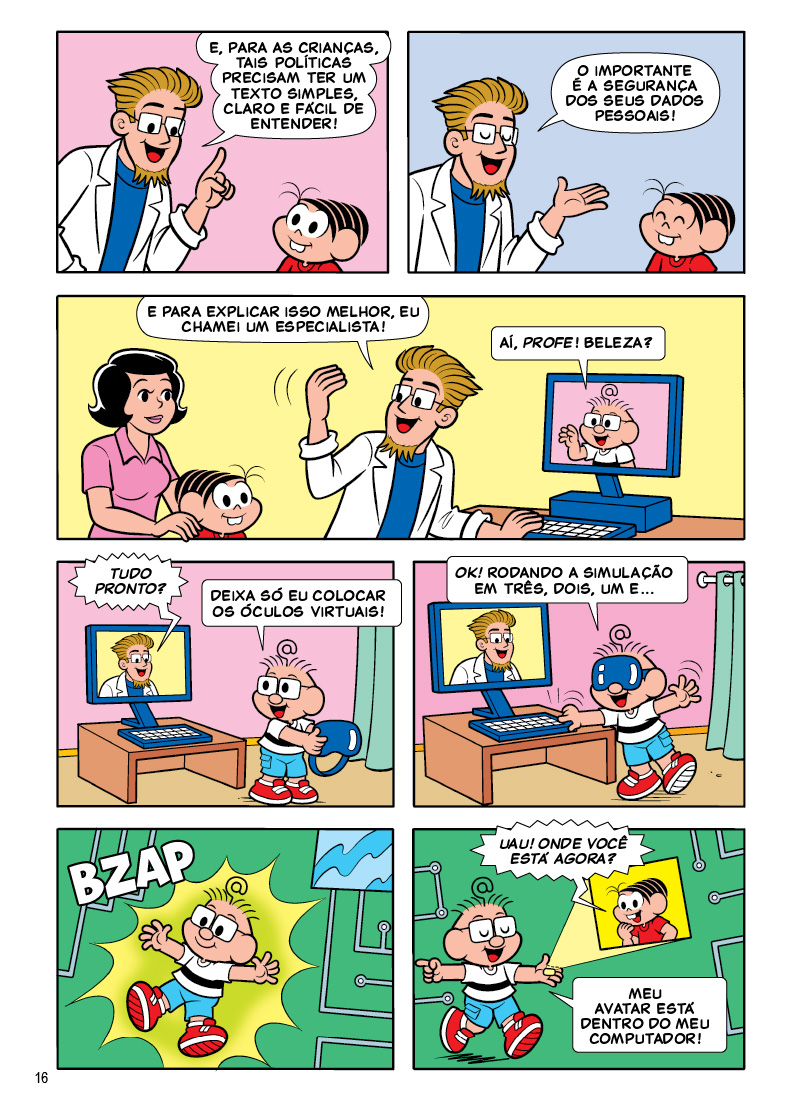 E, PARA AS CRIANÇAS,
TAIS POLÍTICAS
PRECISAM TER UM
TEXTO SIMPLES,
CLARO E FÁCIL DE
ENTENDER!
O IMPORTANTE
É A SEGURANÇA
DOS SEUS DADOS
PESSOAIS!
E PARA EXPLICAR ISSO MELHOR, EU
CHAMEI UM ESPECIALISTA!
AÍ, PROFE! BELEZA?
TUDO
PRONTO?
DEIXA SÓ EU COLOCAR
OS ÓCULOS VIRTUAIS!
OK! RODANDO A SIMULAÇÃO
EM TRÊS, DOIS, UM E...
BZAP
UAU! ONDE VOCÊ
ESTÁ AGORA?
MEU
AVATAR ESTÁ
DENTRO DO MEU
COMPUTADOR!
16